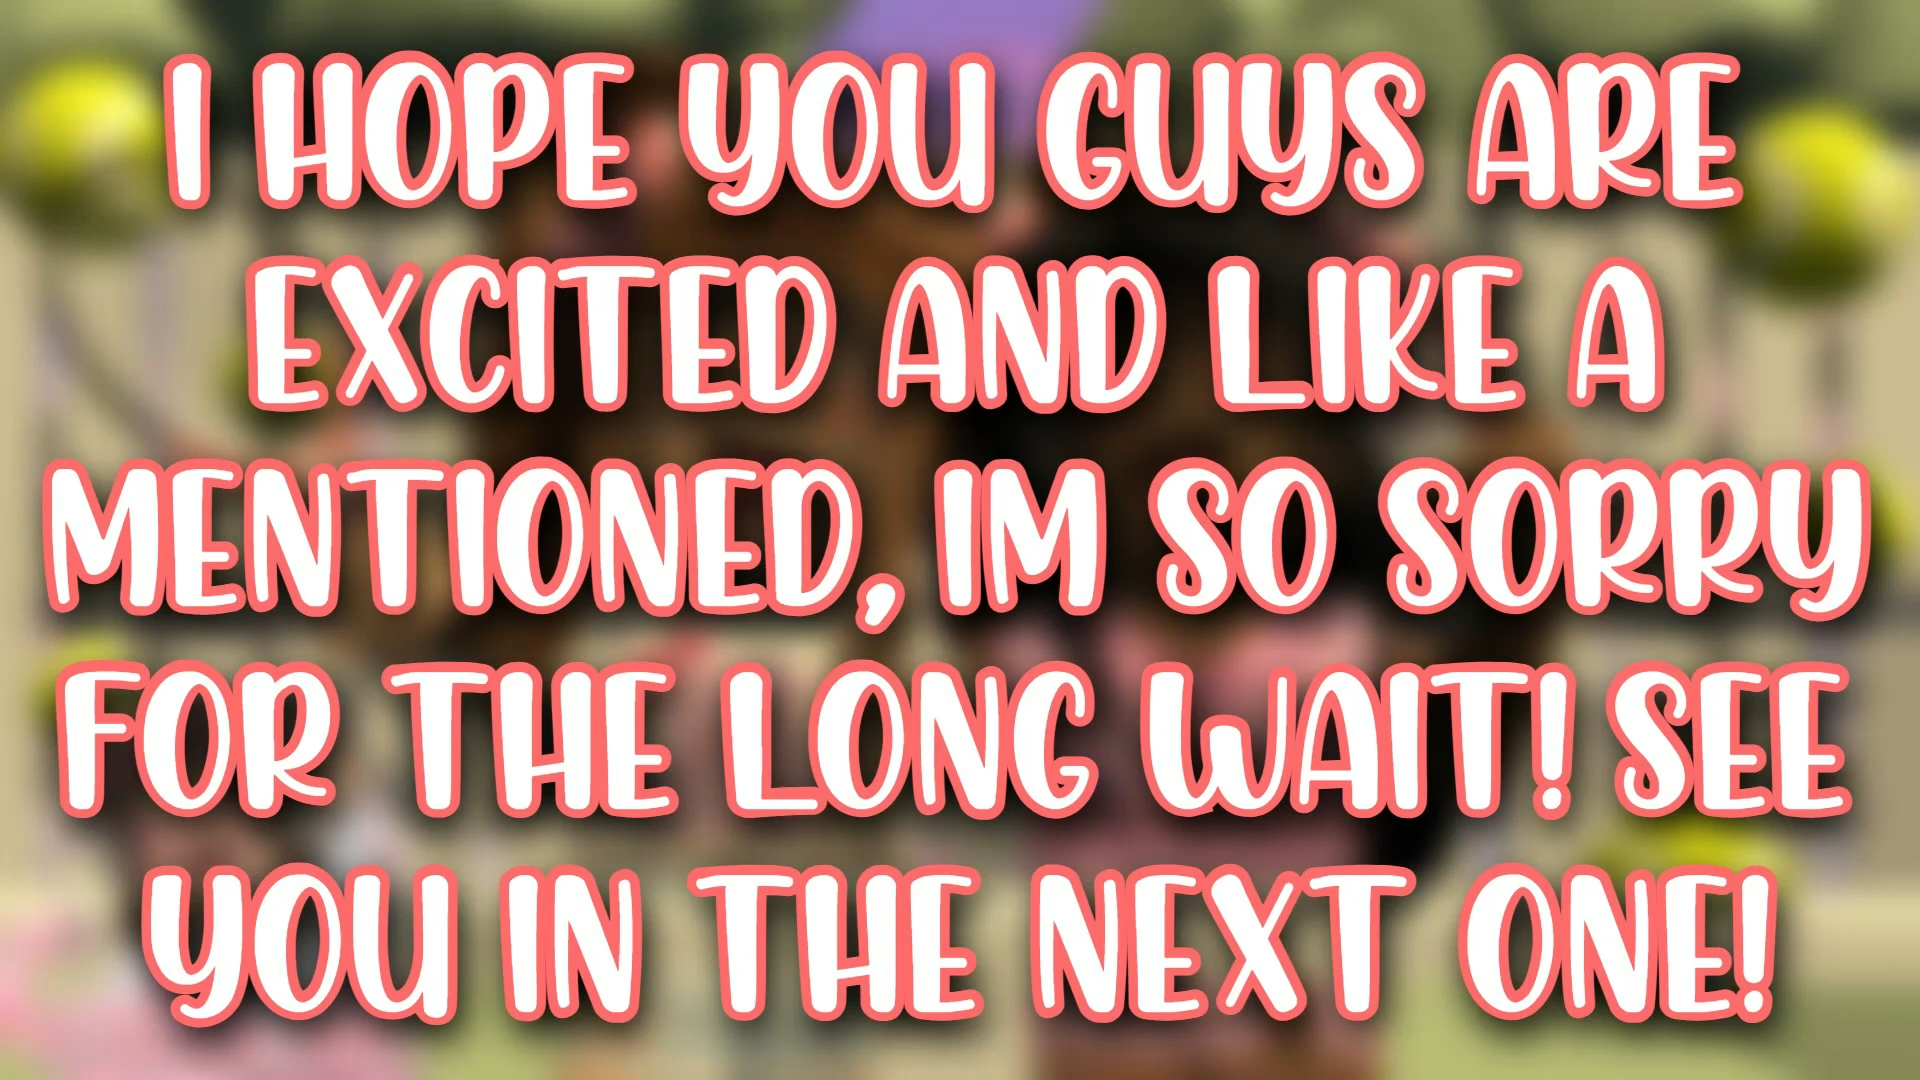 I HOPE YOU GUYS ARE
EXCITED AND LIKE A
MENTIONED, IM SO SORRY
FOR THE LONG WAIT! SEE
YOU IN THE NEXT ONE!